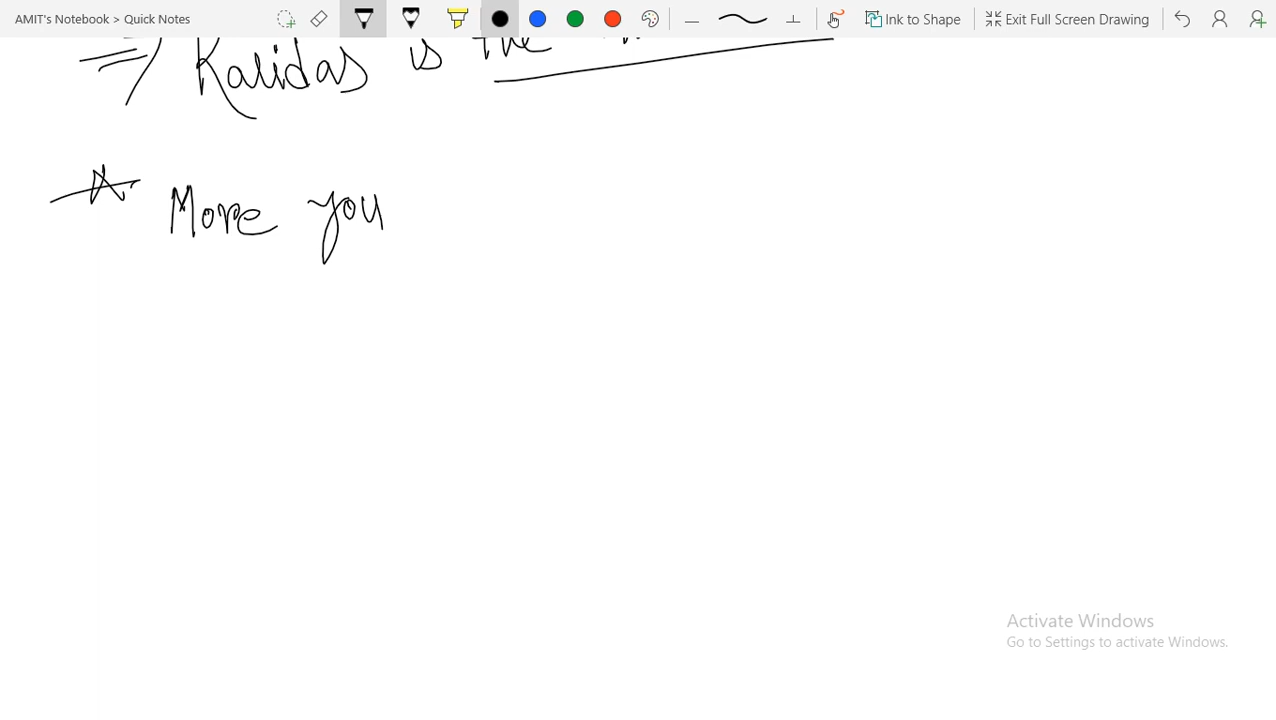 AMIT's Notebook > Quick Notes
Ink to Shape
Exit Full Screen Drawing
⇒ Kalidas is the
☆ More you
Activate Windows
Go to Settings to activate Windows.